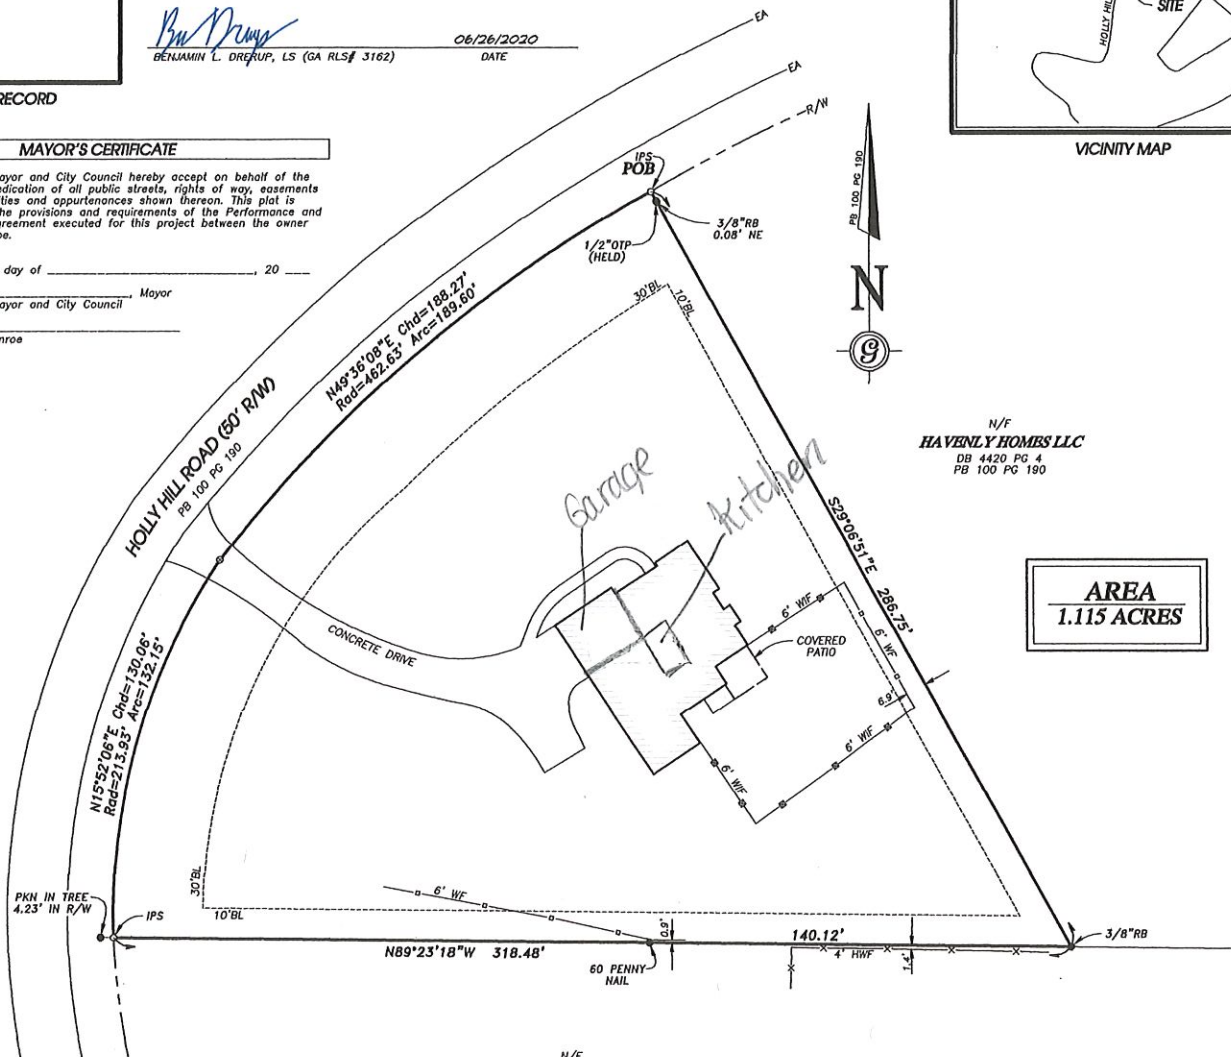 06/26/2020
BENJAMIN L. DRERUP, LS (GA RLS# 3162)
DATE
RECORD
MAYOR'S CERTIFICATE
ayor and City Council hereby accept on behalf of the
dication of all public streets, rights of way, easements
ities and appurtenances shown thereon. This plat is
he provisions and requirements of the Performance and
reement executed for this project between the owner
oe.
day of ____, 20 __
____, Mayor
ayor and City Council
nroe
EA
EA
R/W
HOLLY HIL
SITE
VICINITY MAP
IPS
POB
3/8"RB
0.08' NE
1/2"OTP
(HELD)
PB 100 PG 190
N
G
30'BL
10'BL
N49°36'08"E Chd=188.27'
Rad=462.63' Arc=189.60'
HOLLY HILL ROAD (50' R/W)
PB 100 PG 190
N/F
HAVENLY HOMES LLC
DB 4420 PG 4
PB 100 PG 190
Garage
Kitchen
S29°06'51"E 286.75'
AREA
1.115 ACRES
CONCRETE DRIVE
6' WIF
COVERED
PATIO
6' WF
6.9'
6' WIF
6' WIF
N15°52'06"E Chd=130.06'
Rad=213.93' Arc=132.15'
PKN IN TREE
4.23' IN R/W
IPS
30'BL
10'BL
6' WF
0.9'
N89°23'18"W 318.48'
60 PENNY
NAIL
140.12'
4' HWF
1.4'
3/8"RB
N/F